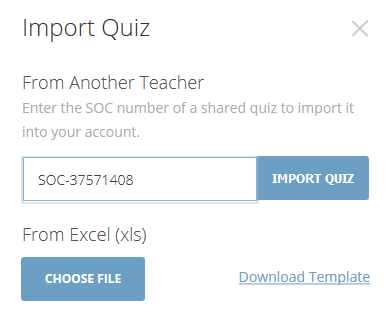 Import Quiz
From Another Teacher
Enter the SOC number of a shared quiz to import it
into your account.
SOC-37571408 IMPORT QUIZ
From Excel (xls)
CHOOSE FILE Download Template